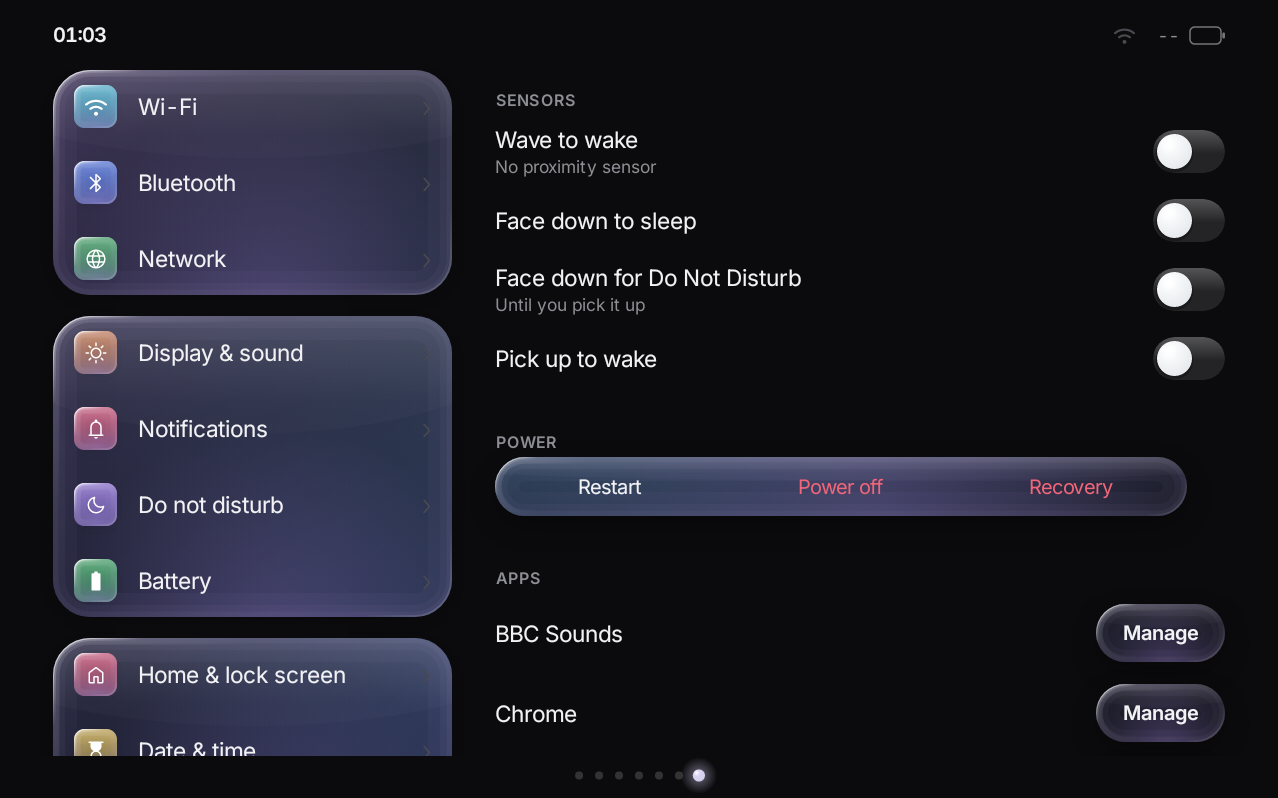 01:03
--
Wi-Fi
Bluetooth
Network
Display & sound
Notifications
Do not disturb
Battery
Home & lock screen
Date & time
SENSORS
Wave to wake
No proximity sensor
Face down to sleep
Face down for Do Not Disturb
Until you pick it up
Pick up to wake
POWER
Restart Power off Recovery
APPS
BBC Sounds Manage
Chrome Manage